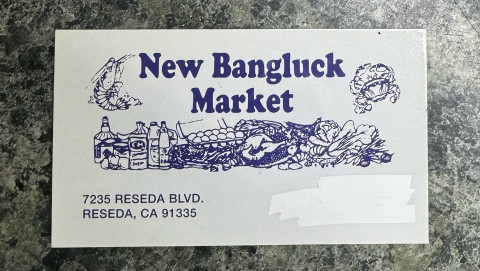 New Bangluck
Market
7235 RESEDA BLVD.
RESEDA, CA 91335